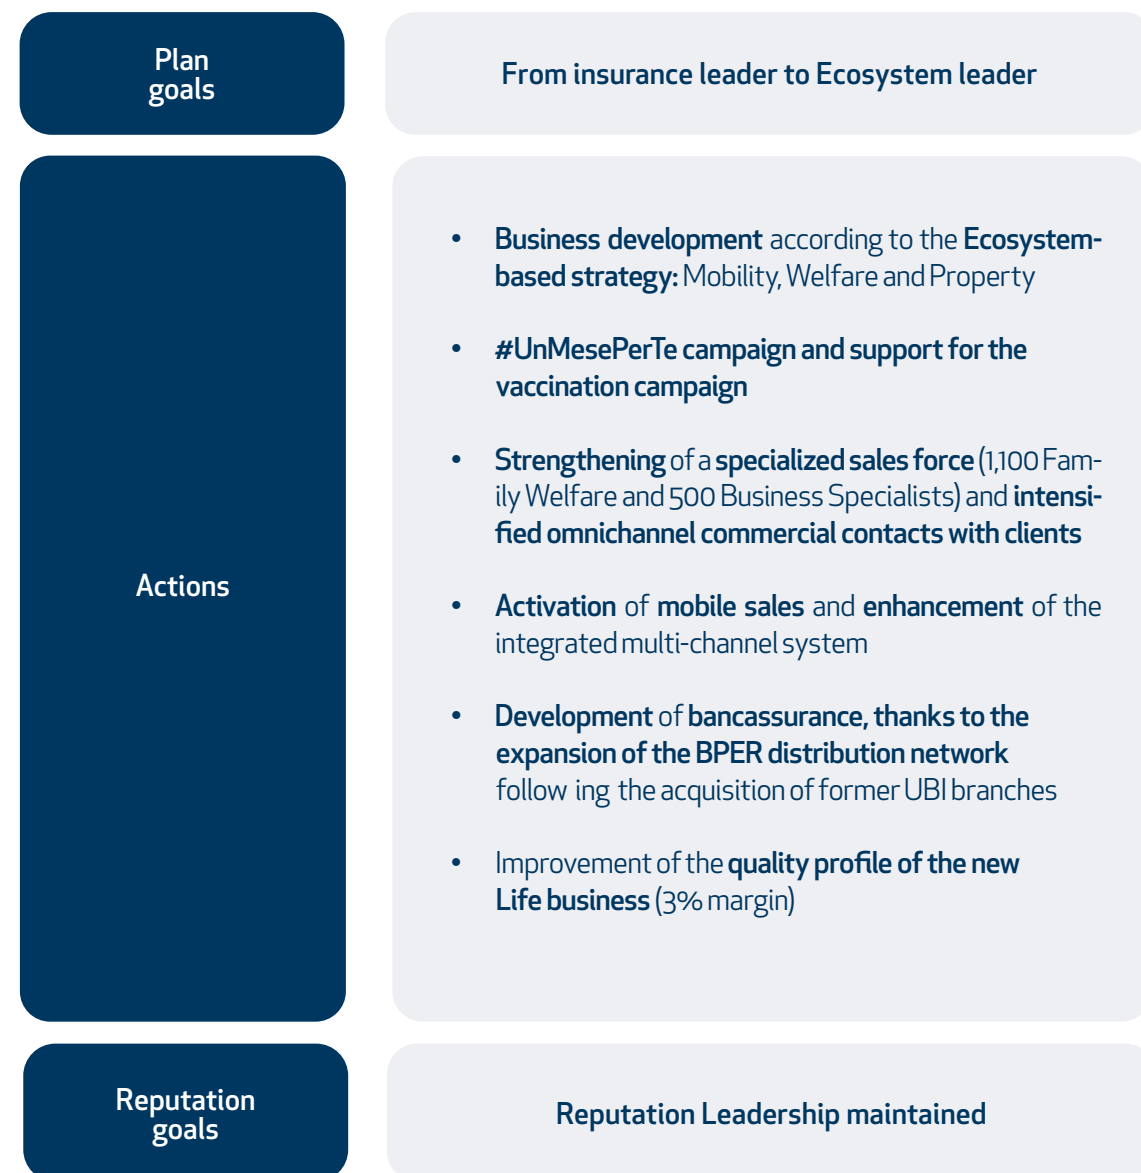 Plan
goals
From insurance leader to Ecosystem leader
Actions
• Business development according to the Ecosystem-
based strategy: Mobility, Welfare and Property
• #UnMesePerTe campaign and support for the
vaccination campaign
• Strengthening of a specialized sales force (1,100 Fam-
ily Welfare and 500 Business Specialists) and intensi-
fied omnichannel commercial contacts with clients
• Activation of mobile sales and enhancement of the
integrated multi-channel system
• Development of bancassurance, thanks to the
expansion of the BPER distribution network
follow ing the acquisition of former UBI branches
• Improvement of the quality profile of the new
Life business (3% margin)
Reputation
goals
Reputation Leadership maintained